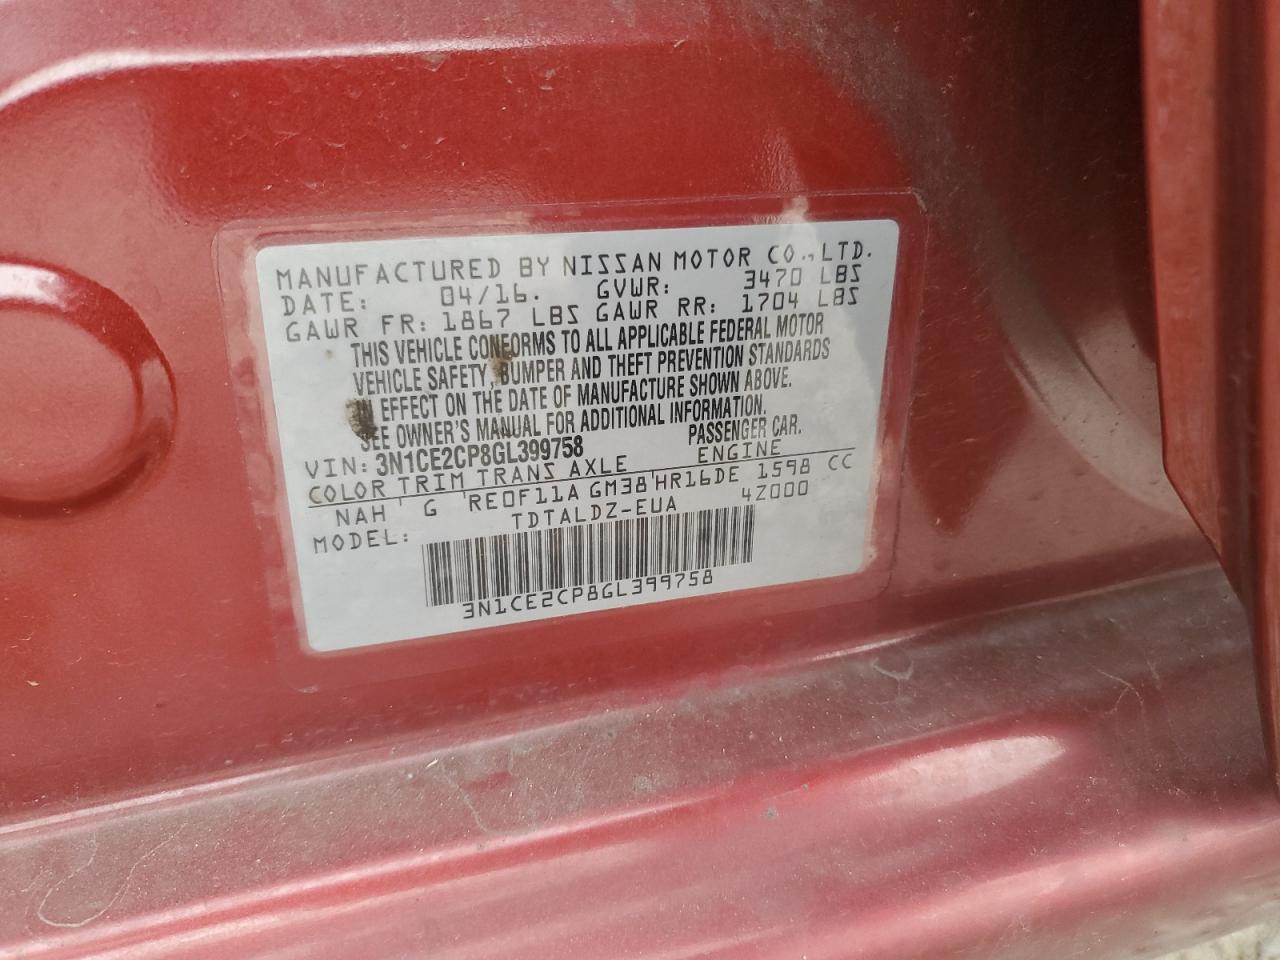 MANUFACTURED BY NISSAN MOTOR CO., LTD.
DATE: 04/16. GVWR: 3470 LBS
GAWR FR: 1867 LBS GAWR RR: 1704 LBS
THIS VEHICLE CONFORMS TO ALL APPLICABLE FEDERAL MOTOR
VEHICLE SAFETY, BUMPER AND THEFT PREVENTION STANDARDS
IN EFFECT ON THE DATE OF MANUFACTURE SHOWN ABOVE.
SEE OWNER'S MANUAL FOR ADDITIONAL INFORMATION.
VIN: 3N1CE2CP8GL399758 PASSENGER CAR.
COLOR TRIM TRANS AXLE ENGINE
NAH G RE0F11A GM38 HR16DE 1598 CC
MODEL: TDTALDZ-EUA 4Z000
3N1CE2CP8GL399758